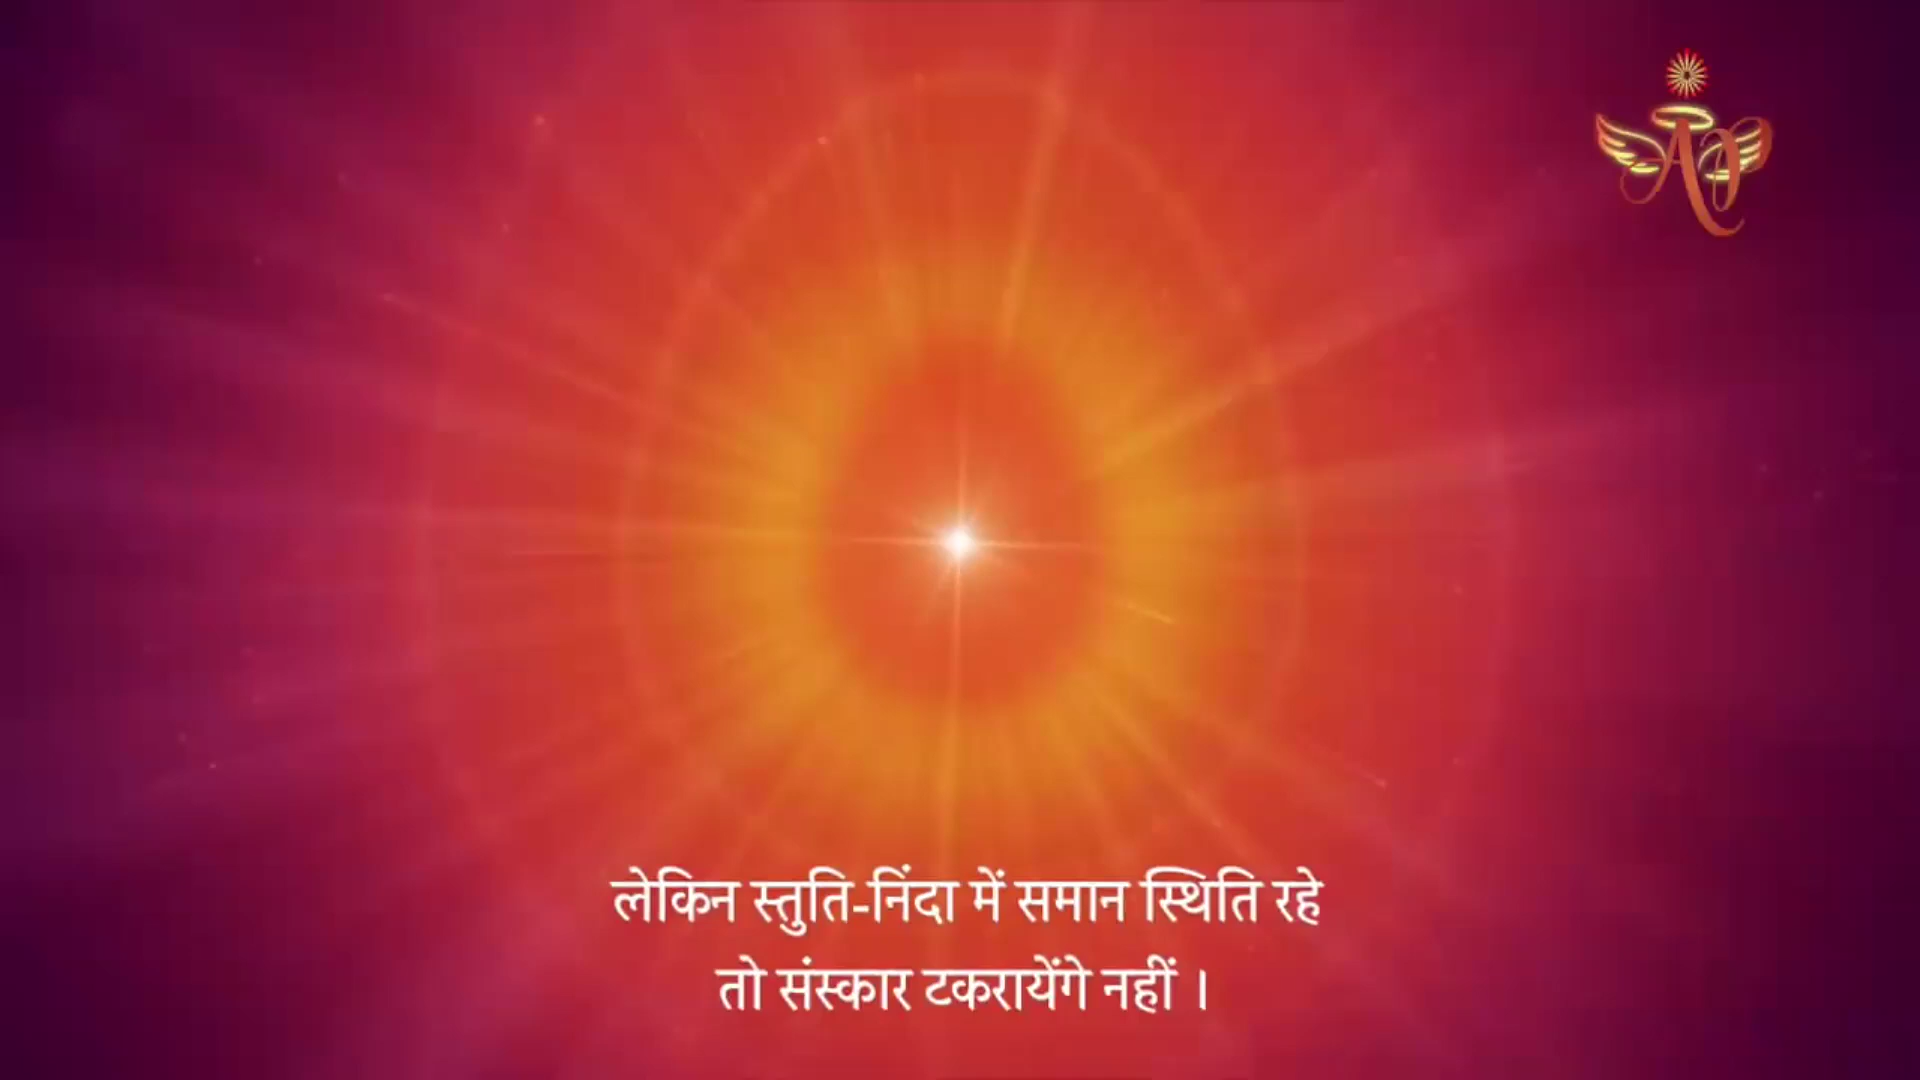 लेकिन स्तुति-निंदा में समान स्थिति रहे
तो संस्कार टकरायेंगे नहीं ।